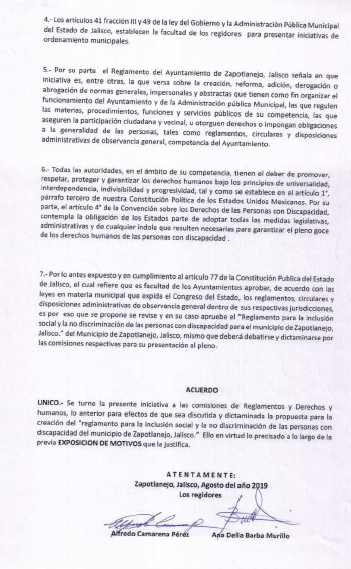 4.- Los artículos 41 fracción III y 49 de la ley del Gobierno y la Administración Pública Municipal
del Estado de Jalisco, establecen la facultad de los regidores para presentar iniciativas de
ordenamiento municipales.
5.- Por su parte el Reglamento del Ayuntamiento de Zapotlanejo, Jalisco señala en que
iniciativa es, entre otras, la que versa sobre la creación, reforma, adición, derogación o
abrogación de normas generales, impersonales y abstractas que tienen como fin organizar el
funcionamiento del Ayuntamiento y de la Administración pública Municipal, las que regulen
las materias, procedimientos, funciones y servicios públicos de su competencia, las que
aseguren la participación ciudadana y vecinal, u otorguen derechos o impongan obligaciones
a la generalidad de las personas, tales como reglamentos, circulares y disposiciones
administrativas de observancia general, competencia del Ayuntamiento.
6.- Todas las autoridades, en el ámbito de su competencia, tienen el deber de promover,
respetar, proteger y garantizar los derechos humanos bajo los principios de universalidad,
interdependencia, indivisibilidad y progresividad, tal y como se establece en el artículo 1°,
párrafo tercero de nuestra Constitución Política de los Estados Unidos Mexicanos. Por su
parte, el artículo 4° de la Convención sobre los Derechos de las Personas con Discapacidad,
contempla la obligación de los Estados parte de adoptar todas las medidas legislativas,
administrativas y de cualquier índole que resulten necesarias para garantizar el pleno goce
de los derechos humanos de las personas con discapacidad .
7.- Por lo antes expuesto y en cumplimiento al artículo 77 de la Constitución Publica del Estado
de Jalisco, el cual refiere que es facultad de los Ayuntamientos aprobar, de acuerdo con las
leyes en materia municipal que expida el Congreso del Estado, los reglamentos, circulares y
disposiciones administrativas de observancia general dentro de sus respectivas jurisdicciones,
es por eso que se propone se revise y en su caso apruebe el "Reglamento para la inclusión
social y la no discriminación de las personas con discapacidad para el municipio de Zapotlanejo,
Jalisco." del Municipio de Zapotlanejo, Jalisco, mismo que deberá debatirse y dictaminarse por
las comisiones respectivas para su presentación al pleno.
ACUERDO
UNICO.- Se turne la presente iniciativa a las comisiones de Reglamentos y Derechos y
humanos, lo anterior para efectos de que sea discutida y dictaminada la propuesta para la
creación del "reglamento para la inclusión social y la no discriminación de las personas con
discapacidad del municipio de Zapotlanejo, Jalisco." Ello en virtud lo precisado a lo largo de la
previa EXPOSICION DE MOTIVOS que la justifica.
ATENTAMENTE:
Zapotlanejo, Jalisco, Agosto del año 2019
Los regidores
Alfredo Camarena Pérez Ana Delia Barba Murillo